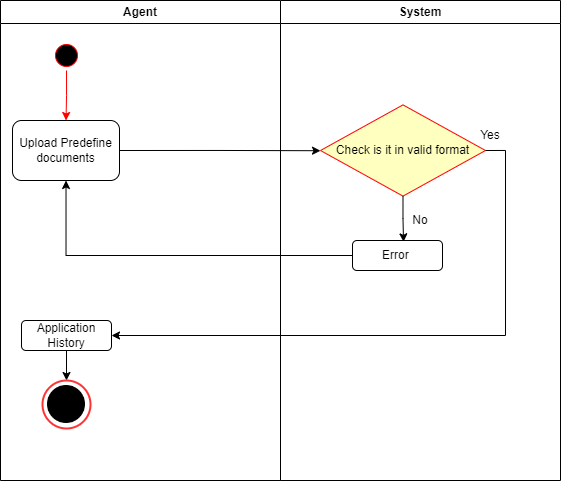 Agent
System
Upload Predefine
documents
Check is it in valid format
Yes
No
Error
Application
History